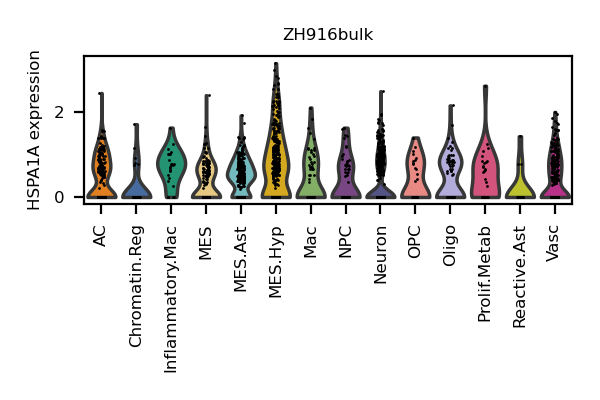 ZH916bulk
HSPA1A expression
2
0
AC
Chromatin.Reg
Inflammatory.Mac
MES
MES.Ast
MES.Hyp
Mac
NPC
Neuron
OPC
Oligo
Prolif.Metab
Reactive.Ast
Vasc